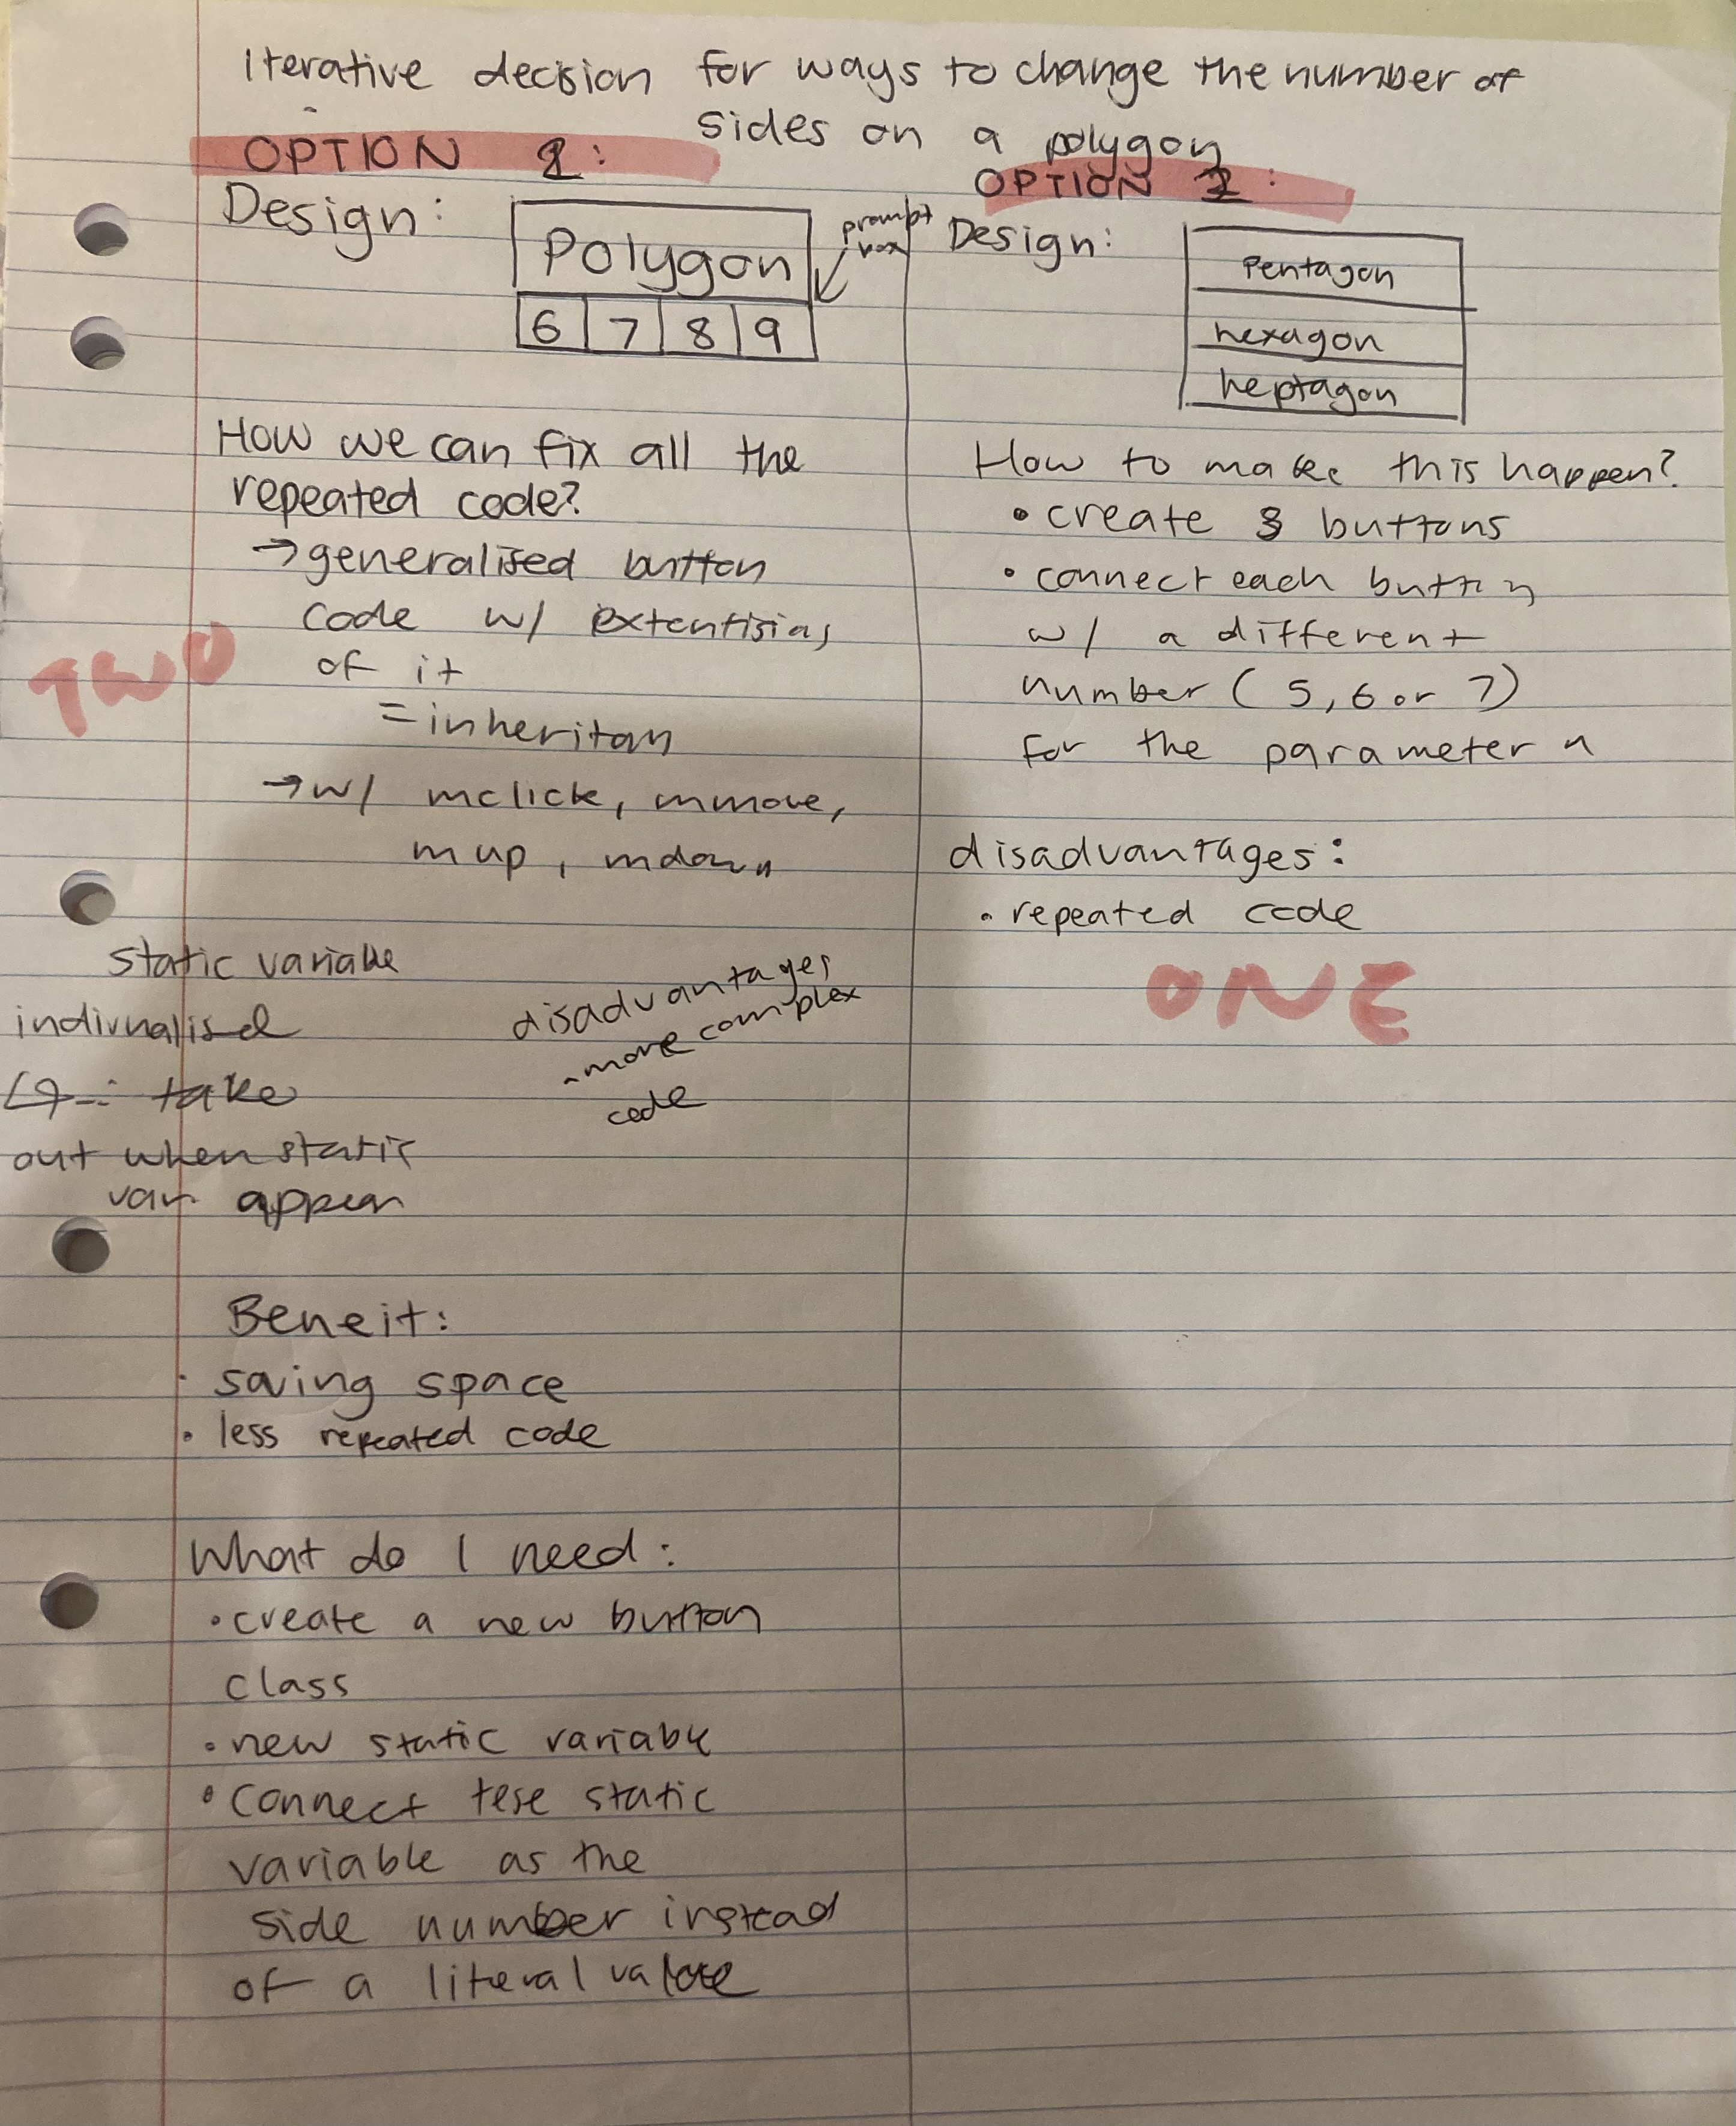 Iterative decision for ways to change the number of
sides on a polygon
OPTION 2:
Design:
Polygon
prompt
box
6 7 8 9
How we can fix all the
repeated code?
→ generalised button
code w/
of it
= inheritan
→ w/ mclick, mmove,
mup, mdown
TWO
static variable
disadvantages
- more complex
code
take
out when static
var appear
Beneit:
• saving space
• less repeated code
What do I need:
• create a new button
class
• new static variable
• connect tese static
variable as the
side number instead
of a literal value
OPTION 1:
Design:
Pentagon
hexagon
heptagon
How to make this happen?
• create 3 buttons
• connect each button
w/ a different
number (5, 6 or 7)
for the parameter n
disadvantages:
• repeated code
ONE